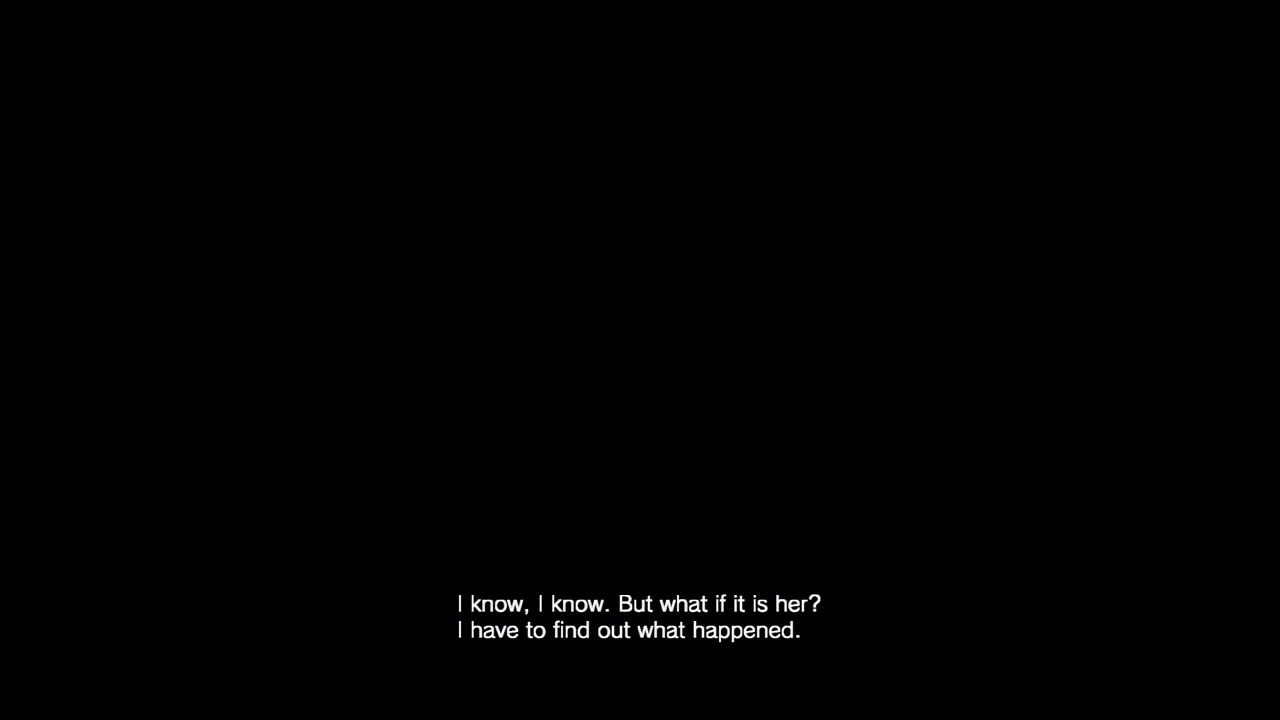 I know, I know. But what if it is her?
I have to find out what happened.